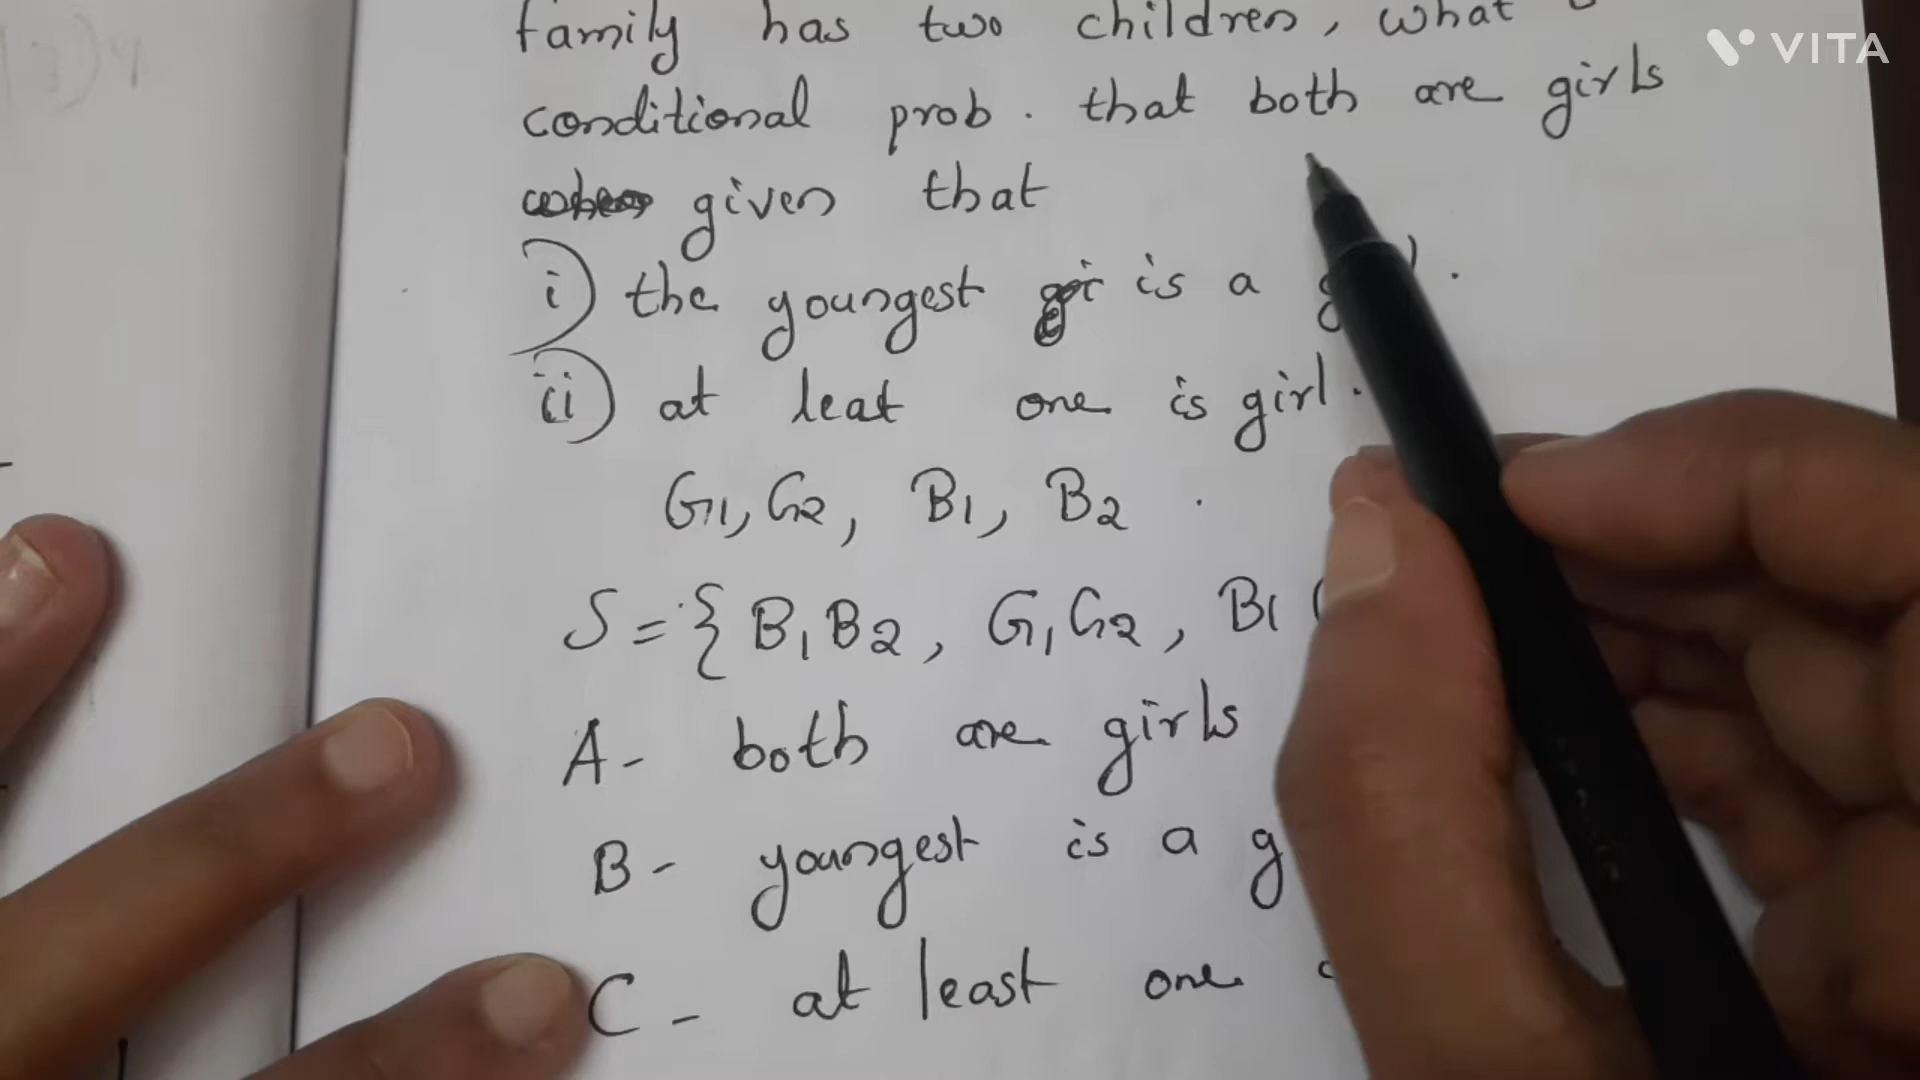 family has two children, what
VITA
conditional prob. that both are girls
given that
i) the youngest is a
ii) at leat one is girl.
G1, G2, B1, B2.
S = { B1B2, G1G2, B1
A - both are girls
B - youngest is a g
C - at least one